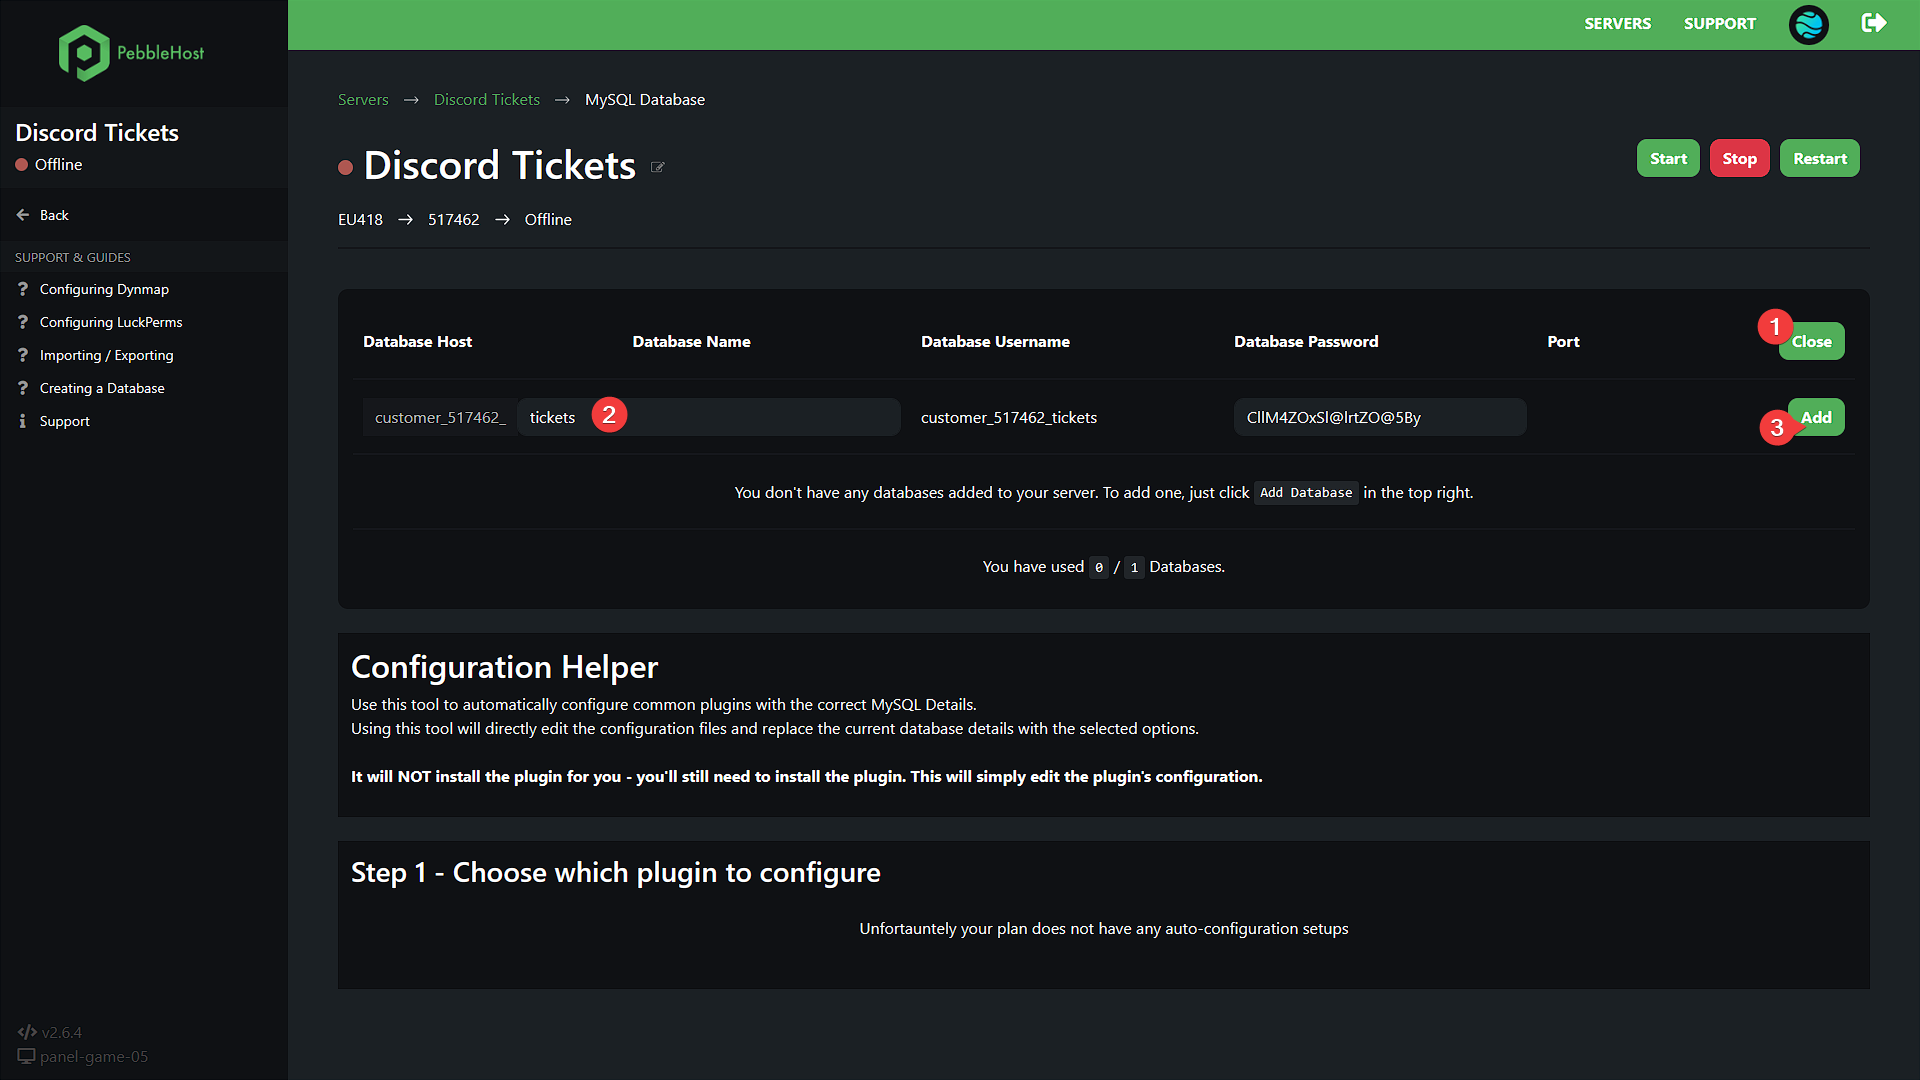 PebbleHost
SERVERS
SUPPORT
Discord Tickets
Offline
Back
SUPPORT & GUIDES
? Configuring Dynmap
? Configuring LuckPerms
? Importing / Exporting
? Creating a Database
i Support
</> v2.6.4
panel-game-05
Servers → Discord Tickets → MySQL Database
Discord Tickets
Start Stop Restart
EU418 → 517462 → Offline
Database Host Database Name Database Username Database Password Port 1 Close
customer_517462_ tickets 2 customer_517462_tickets CllM4ZOxSl@lrtZO@5By 3 Add
You don't have any databases added to your server. To add one, just click Add Database in the top right.
You have used 0 / 1 Databases.
Configuration Helper
Use this tool to automatically configure common plugins with the correct MySQL Details.
Using this tool will directly edit the configuration files and replace the current database details with the selected options.
It will NOT install the plugin for you - you'll still need to install the plugin. This will simply edit the plugin's configuration.
Step 1 - Choose which plugin to configure
Unfortauntely your plan does not have any auto-configuration setups